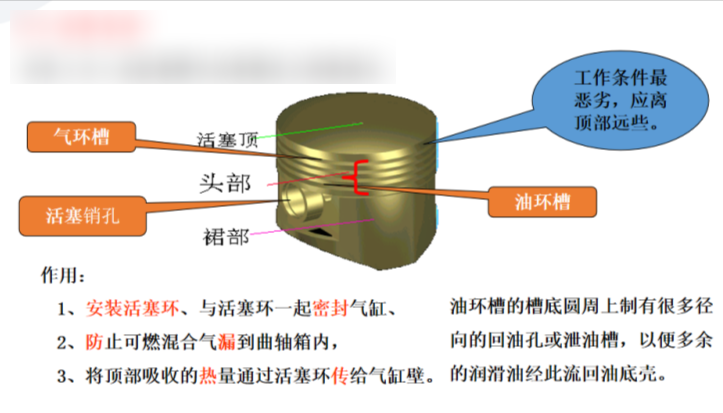 工作条件最
恶劣，应离
顶部远些。
气环槽
活塞顶
头部
活塞销孔
油环槽
裙部
作用：
1、安装活塞环、与活塞环一起密封气缸、
2、防止可燃混合气漏到曲轴箱内，
3、将顶部吸收的热量通过活塞环传给气缸壁。
油环槽的槽底圆周上制有很多径
向的回油孔或泄油槽，以便多余
的润滑油经此流回油底壳。